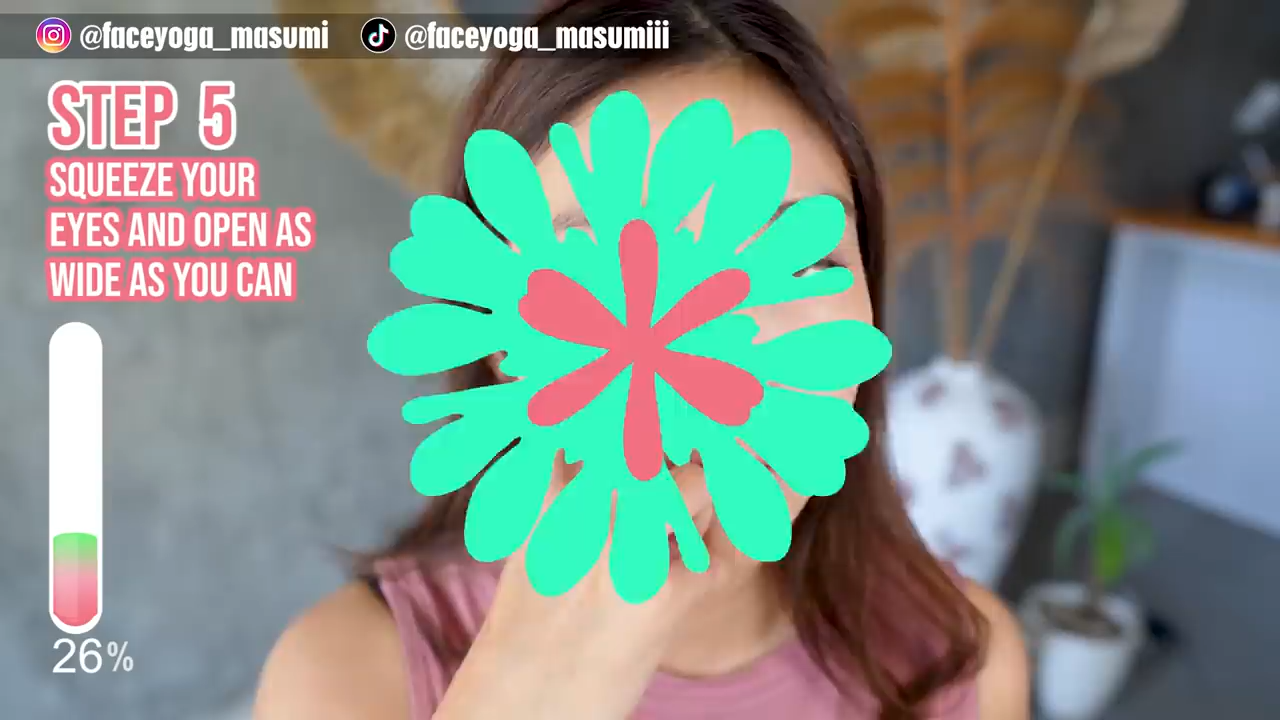 @faceyoga_masumi @faceyoga_masumiii
STEP 5
SQUEEZE YOUR
EYES AND OPEN AS
WIDE AS YOU CAN
26%